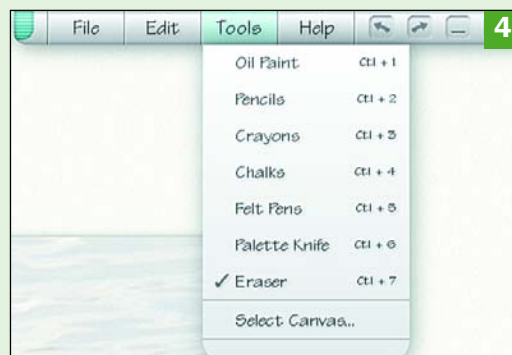 File Edit Tools Help 4
Oil Paint Ctl + 1
Pencils Ctl + 2
Crayons Ctl + 3
Chalks Ctl + 4
Felt Pens Ctl + 5
Palette Knife Ctl + 6
✓ Eraser Ctl + 7
Select Canvas...